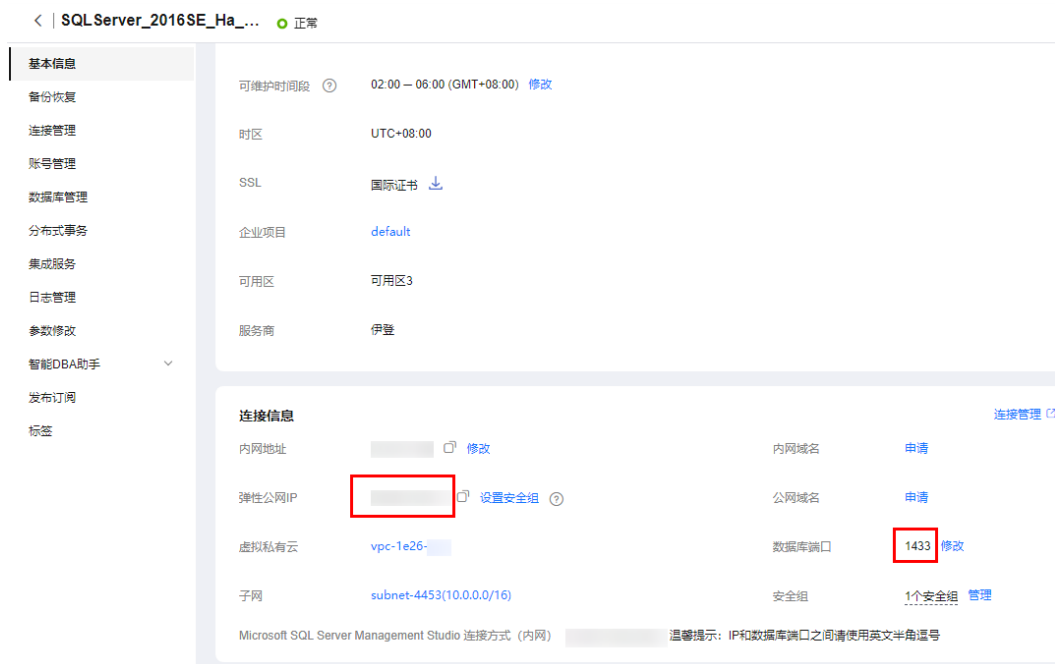 SQLServer_2016SE_Ha_... 正常
基本信息
备份恢复
连接管理
账号管理
数据库管理
分布式事务
集成服务
日志管理
参数修改
智能DBA助手
发布订阅
标签
可维护时间段 ? 02:00 — 06:00 (GMT+08:00) 修改
时区 UTC+08:00
SSL 国际证书
企业项目 default
可用区 可用区3
服务商 伊登
连接信息 连接管理
内网地址 修改 内网域名 申请
弹性公网IP 设置安全组 ? 公网域名 申请
虚拟私有云 vpc-1e26- 数据库端口 1433 修改
子网 subnet-4453(10.0.0.0/16) 安全组 1个安全组 管理
Microsoft SQL Server Management Studio 连接方式（内网） 温馨提示：IP和数据库端口之间请使用英文半角逗号